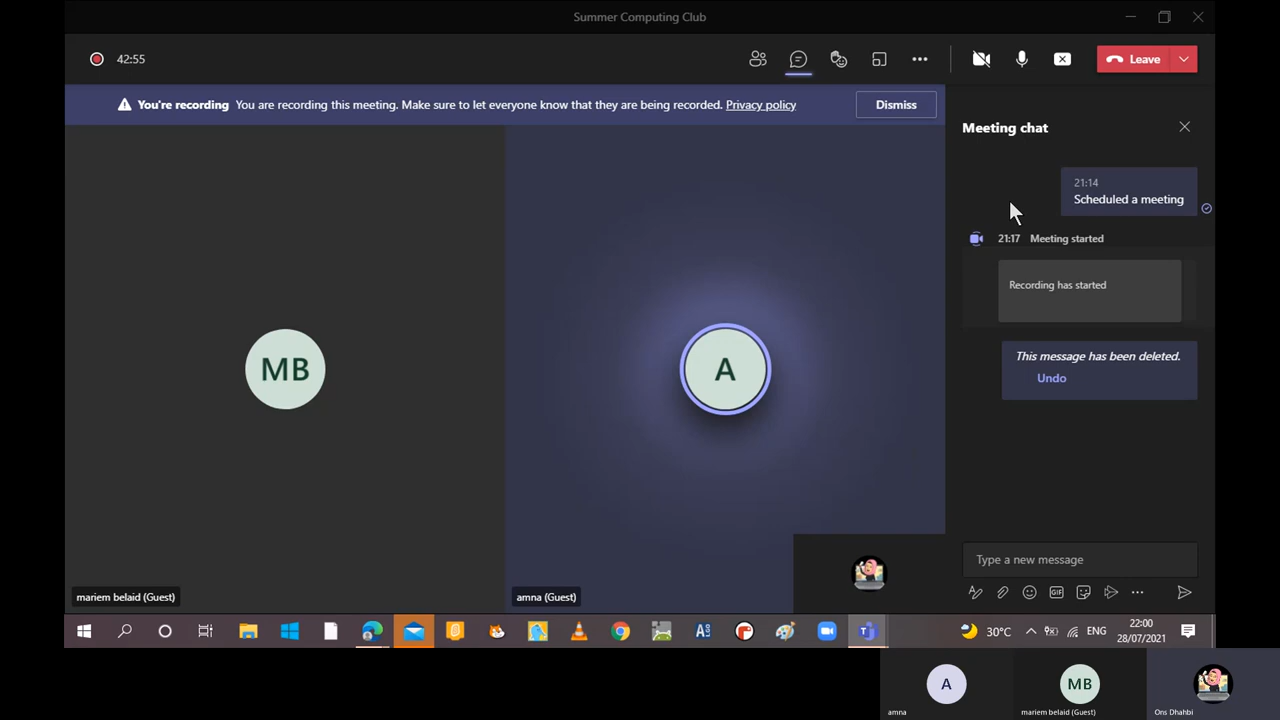 Summer Computing Club
42:55
Leave
You're recording You are recording this meeting. Make sure to let everyone know that they are being recorded. Privacy policy
Dismiss
Meeting chat
21:14
Scheduled a meeting
21:17 Meeting started
Recording has started
This message has been deleted.
Undo
MB
A
Type a new message
GIF
mariem belaid (Guest)
amna (Guest)
30°C
ENG
22:00
28/07/2021
A
MB
amna
mariem belaid (Guest)
Ons Dhahbi